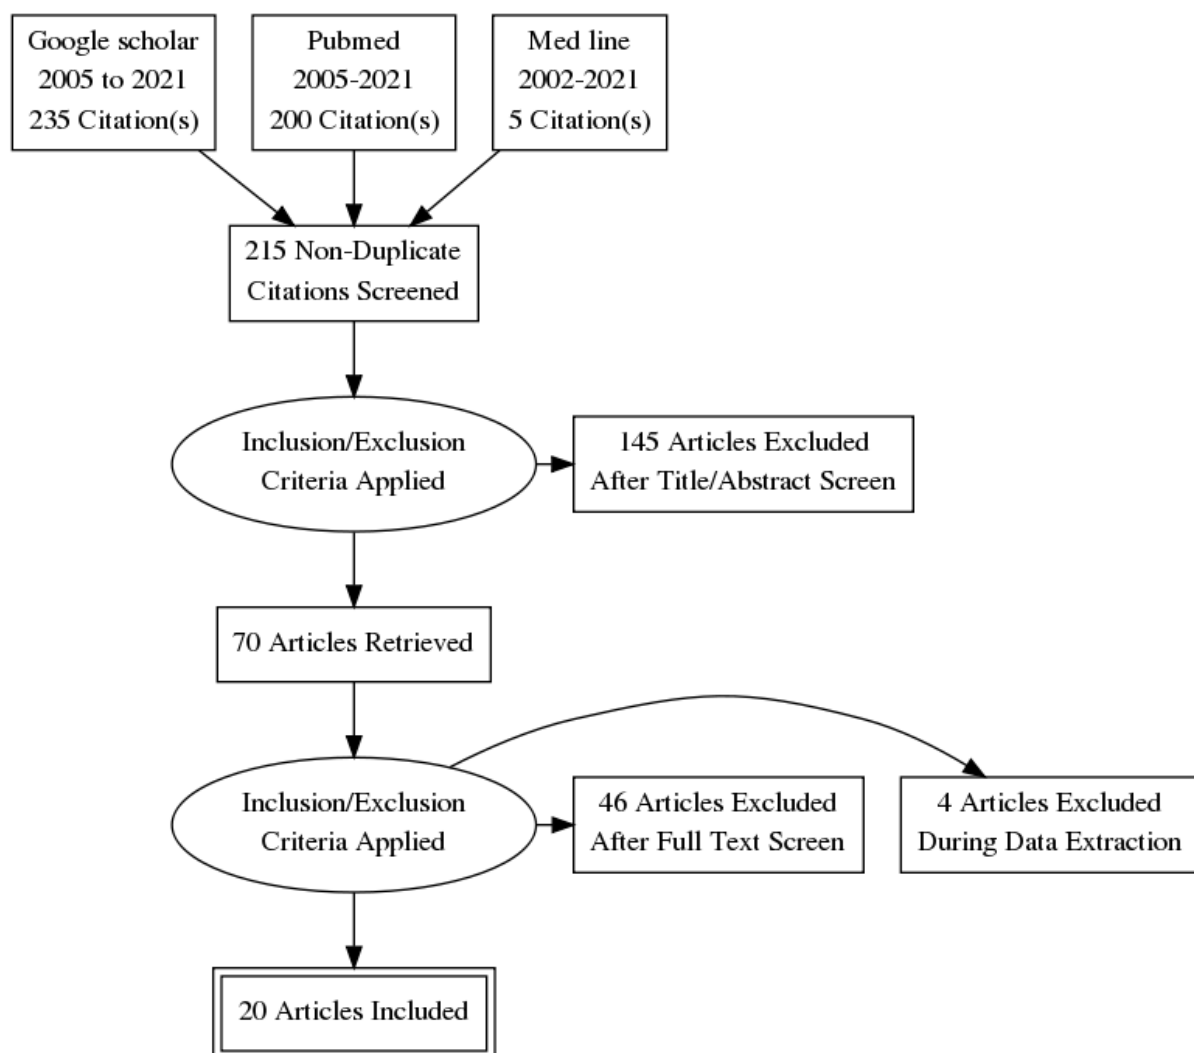 Google scholar
2005 to 2021
235 Citation(s)
Pubmed
2005-2021
200 Citation(s)
Med line
2002-2021
5 Citation(s)
215 Non-Duplicate
Citations Screened
Inclusion/Exclusion
Criteria Applied
145 Articles Excluded
After Title/Abstract Screen
70 Articles Retrieved
Inclusion/Exclusion
Criteria Applied
46 Articles Excluded
After Full Text Screen
4 Articles Excluded
During Data Extraction
20 Articles Included